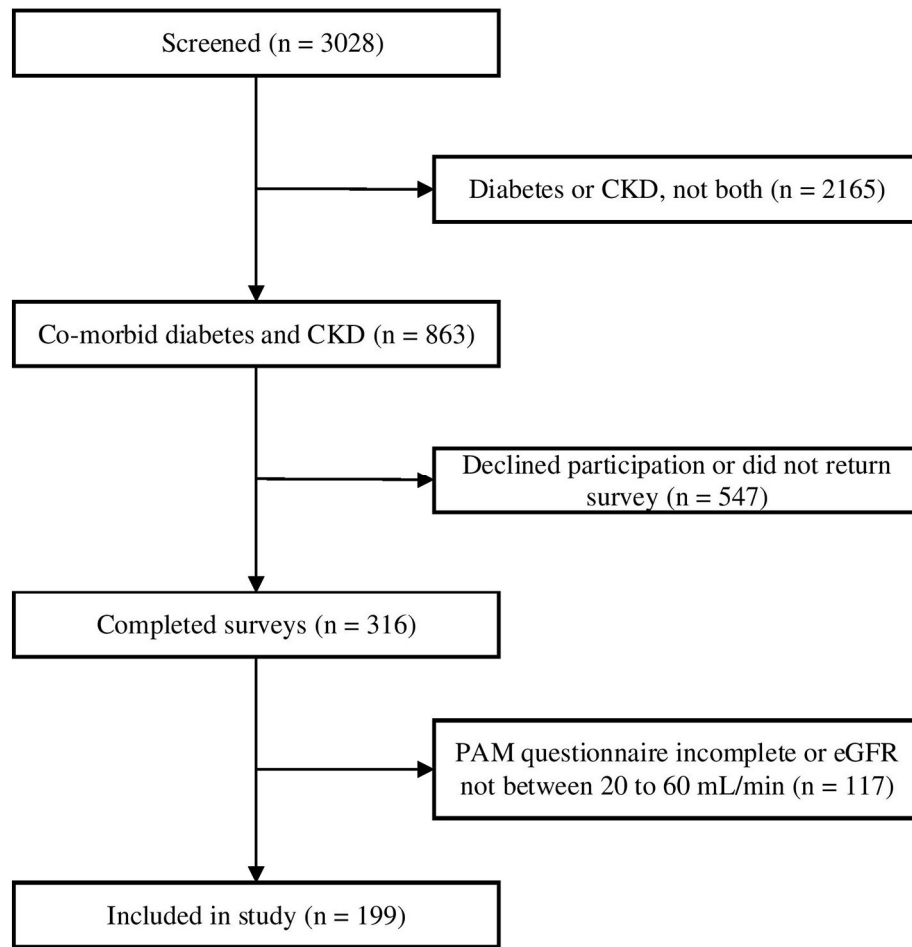 Screened (n = 3028)
Diabetes or CKD, not both (n = 2165)
Co-morbid diabetes and CKD (n = 863)
Declined participation or did not return
survey (n = 547)
Completed surveys (n = 316)
PAM questionnaire incomplete or eGFR
not between 20 to 60 mL/min (n = 117)
Included in study (n = 199)